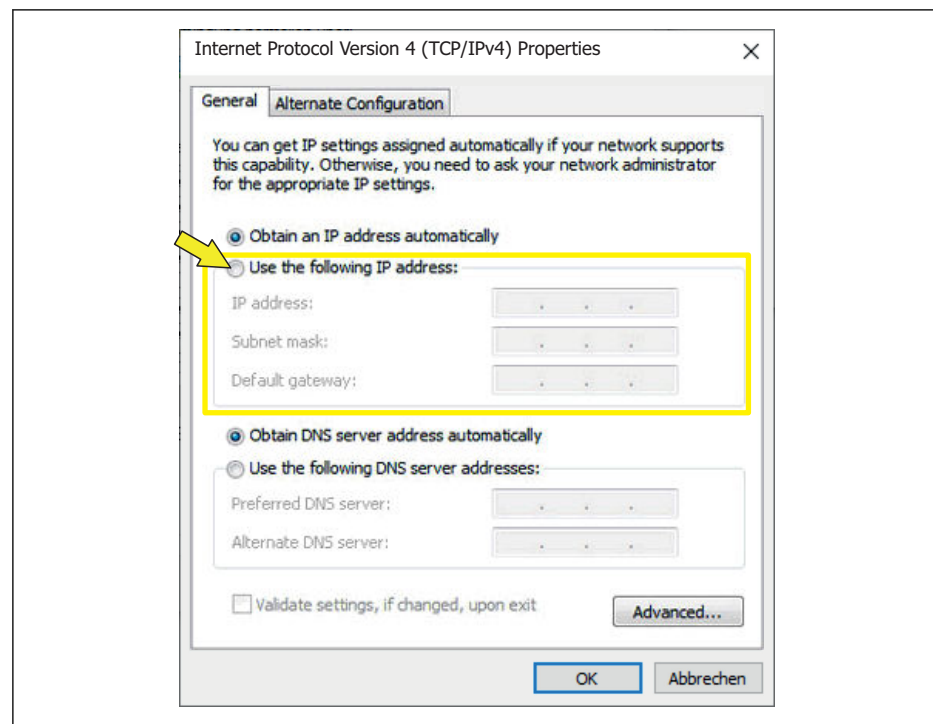 Internet Protocol Version 4 (TCP/IPv4) Properties
General
Alternate Configuration
You can get IP settings assigned automatically if your network supports
this capability. Otherwise, you need to ask your network administrator
for the appropriate IP settings.
Obtain an IP address automatically
Use the following IP address:
IP address:
Subnet mask:
Default gateway:
Obtain DNS server address automatically
Use the following DNS server addresses:
Preferred DNS server:
Alternate DNS server:
Validate settings, if changed, upon exit
Advanced...
OK
Abbrechen